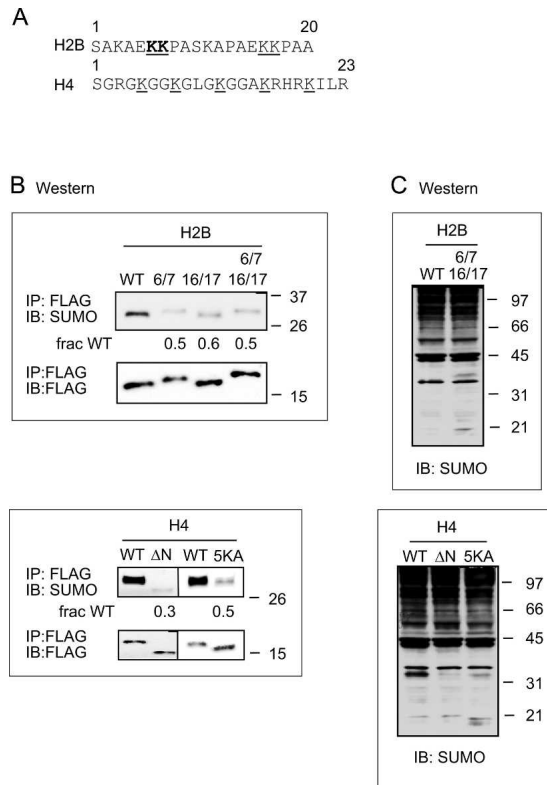 A
1 20
H2B SAKAEKKPASKAPAEKKPAA
1 23
H4 SGRGKGGKGLGKGGAKRHRKILR
B Western
H2B
6/7
WT 6/7 16/17 16/17
IP: FLAG
IB: SUMO
37
26
frac WT 0.5 0.6 0.5
IP:FLAG
IB:FLAG
15
H4
WT ΔN WT 5KA
IP: FLAG
IB: SUMO
26
frac WT 0.3 0.5
IP:FLAG
IB:FLAG
15
C Western
H2B
6/7
WT 16/17
97
66
45
31
21
IB: SUMO
H4
WT ΔN 5KA
97
66
45
31
21
IB: SUMO